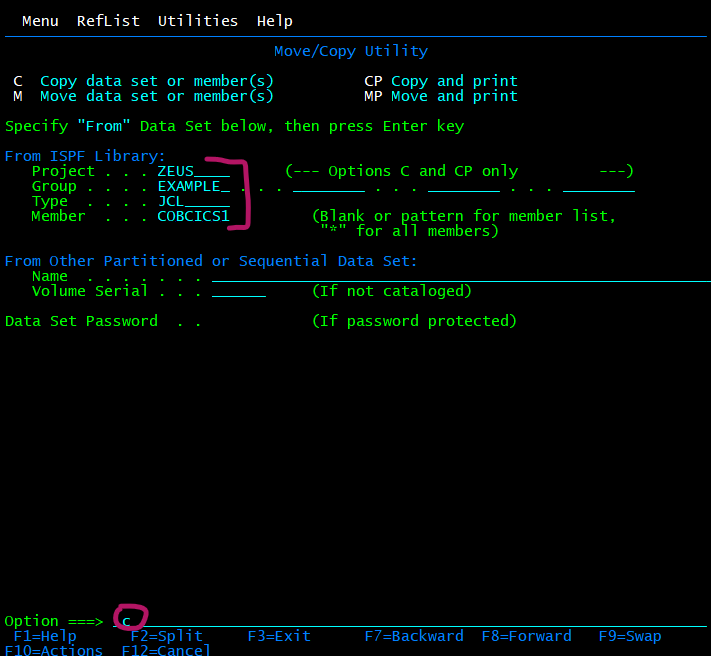 Menu RefList Utilities Help
Move/Copy Utility
C Copy data set or member(s) CP Copy and print
M Move data set or member(s) MP Move and print
Specify "From" Data Set below, then press Enter key
From ISPF Library:
Project . . . ZEUS____ (--- Options C and CP only ---)
Group . . . . EXAMPLE_ . . . ________ . . . ________ . . . ________
Type . . . . JCL_____
Member . . . COBCICS1 (Blank or pattern for member list,
"*" for all members)
From Other Partitioned or Sequential Data Set:
Name . . . . . . . ________________________________________________________
Volume Serial . . . ______ (If not cataloged)
Data Set Password . . (If password protected)
Option ===> c
F1=Help F2=Split F3=Exit F7=Backward F8=Forward F9=Swap
F10=Actions F12=Cancel